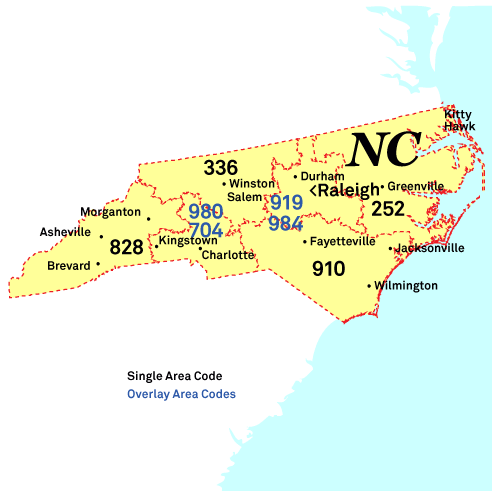 Kitty
Hawk
NC
336
Durham
Winston
Salem
Raleigh
Greenville
919
984
252
980
704
Morganton
Asheville
828
Kingstown
Charlotte
Fayetteville
Jacksonville
Brevard
910
Wilmington
Single Area Code
Overlay Area Codes